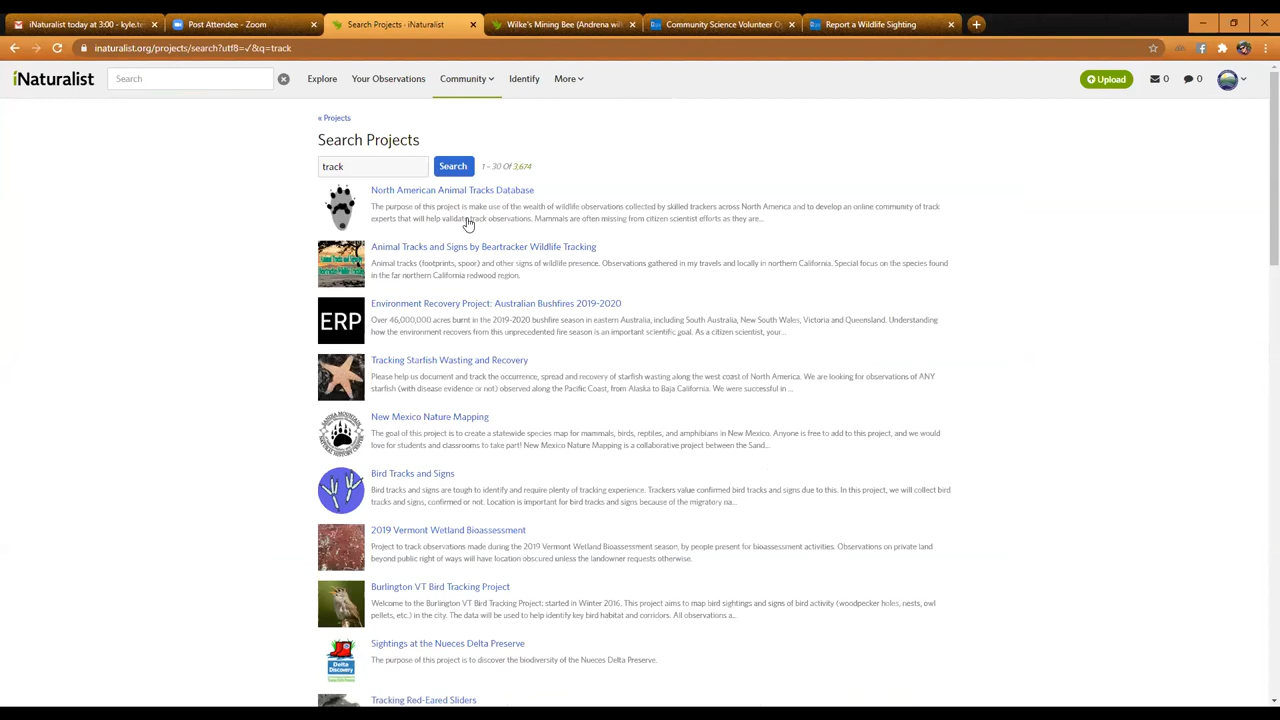 iNaturalist today at 3:00 - kyle.te
Post Attendee - Zoom
Search Projects - iNaturalist
Wilke's Mining Bee (Andrena wil
Community Science Volunteer O
Report a Wildlife Sighting
inaturalist.org/projects/search?utf8=✓&q=track
iNaturalist
Search
Explore
Your Observations
Community
Identify
More
Upload
0
0
« Projects
Search Projects
track
Search
1 – 30 Of 3,674
North American Animal Tracks Database
The purpose of this project is make use of the wealth of wildlife observations collected by skilled trackers across North America and to develop an online community of track
experts that will help validate track observations. Mammals are often missing from citizen scientist efforts as they are...
Animal Tracks and Signs by Beartracker Wildlife Tracking
Animal tracks (footprints, spoor) and other signs of wildlife presence. Observations gathered in my travels and locally in northern California. Special focus on the species found
in the far northern California redwood region.
ERP
Environment Recovery Project: Australian Bushfires 2019-2020
Over 46,000,000 acres burnt in the 2019-2020 bushfire season in eastern Australia, including South Australia, New South Wales, Victoria and Queensland. Understanding
how the environment recovers from this unprecedented fire season is an important scientific goal. As a citizen scientist, your...
Tracking Starfish Wasting and Recovery
Please help us document and track the occurrence, spread and recovery of starfish wasting along the west coast of North America. We are looking for observations of ANY
starfish (with disease evidence or not) observed along the Pacific Coast, from Alaska to Baja California. We were successful in ...
New Mexico Nature Mapping
The goal of this project is to create a statewide species map for mammals, birds, reptiles, and amphibians in New Mexico. Anyone is free to add to this project, and we would
love for students and classrooms to take part! New Mexico Nature Mapping is a collaborative project between the Sand...
Bird Tracks and Signs
Bird tracks and signs are tough to identify and require plenty of tracking experience. Trackers value confirmed bird tracks and signs due to this. In this project, we will collect bird
tracks and signs, confirmed or not. Location is important for bird tracks and signs because of the migratory na...
2019 Vermont Wetland Bioassessment
Project to track observations made during the 2019 Vermont Wetland Bioassessment season, by people present for bioassessment activities. Observations on private land
beyond public right of ways will have location obscured unless the landowner requests otherwise.
Burlington VT Bird Tracking Project
Welcome to the Burlington VT Bird Tracking Project; started in Winter 2016. This project aims to map bird sightings and signs of bird activity (woodpecker holes, nests, owl
pellets, etc.) in the city. The data will be used to help identify key bird habitat and corridors. All observations a...
Delta
Discovery
Sightings at the Nueces Delta Preserve
The purpose of this project is to discover the biodiversity of the Nueces Delta Preserve.
Tracking Red-Eared Sliders